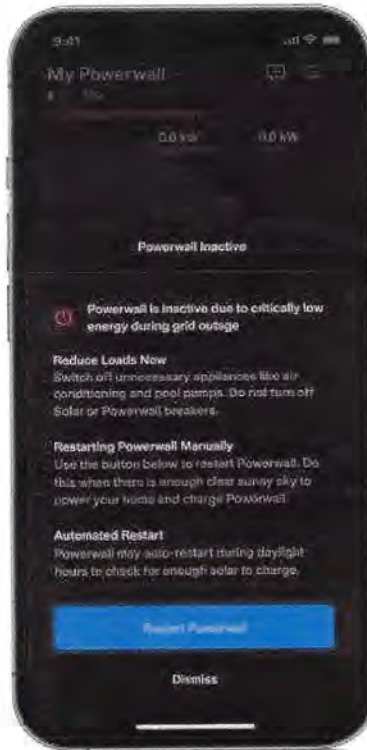 9:41
My Powerwall
0.0 kW 0.0 kW
Powerwall Inactive
Powerwall is inactive due to critically low
energy during grid outage
Reduce Loads Now
Switch off unnecessary appliances like air
conditioning and pool pumps. Do not turn off
Solar or Powerwall breakers.
Restarting Powerwall Manually
Use the button below to restart Powerwall. Do
this when there is enough clear sunny sky to
power your home and charge Powerwall.
Automated Restart
Powerwall may auto-restart during daylight
hours to check for enough solar to charge.
Restart Powerwall
Dismiss